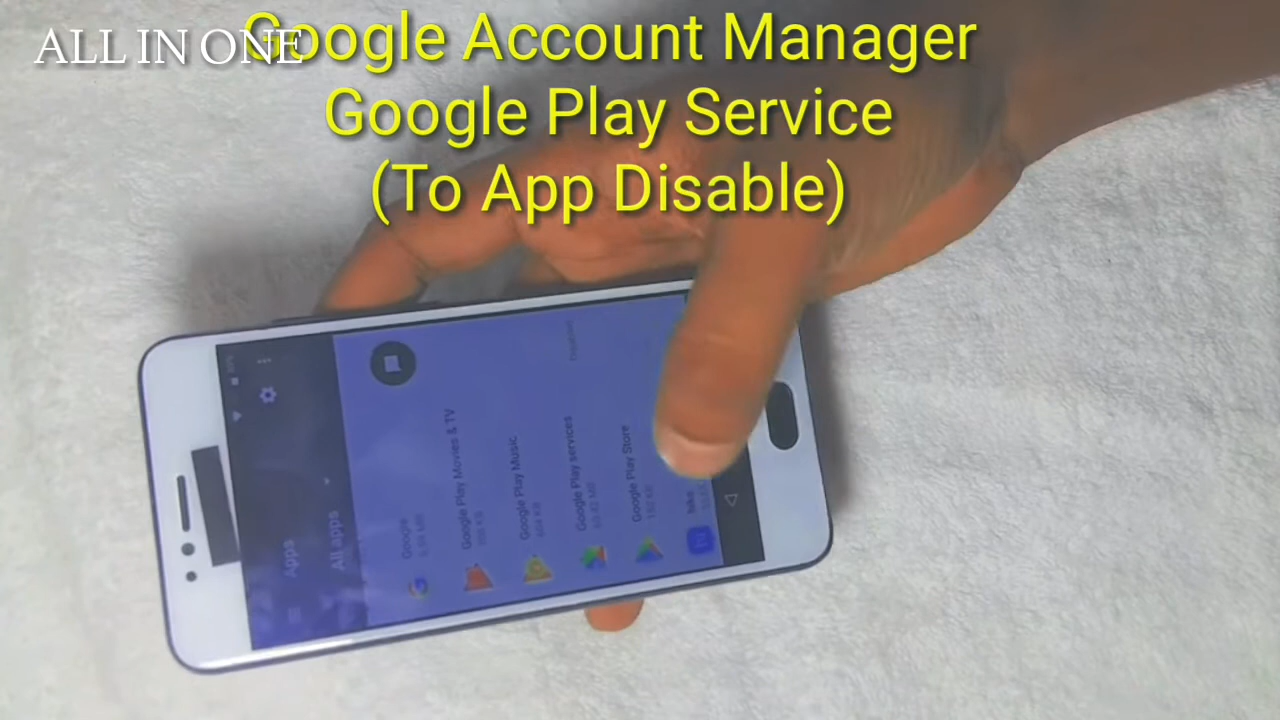 ALL IN ONE
Google Account Manager
Google Play Service
(To App Disable)
Apps
All apps
Google
Google Play Movies & TV
Google Play Music
Google Play services
Google Play Store
hike